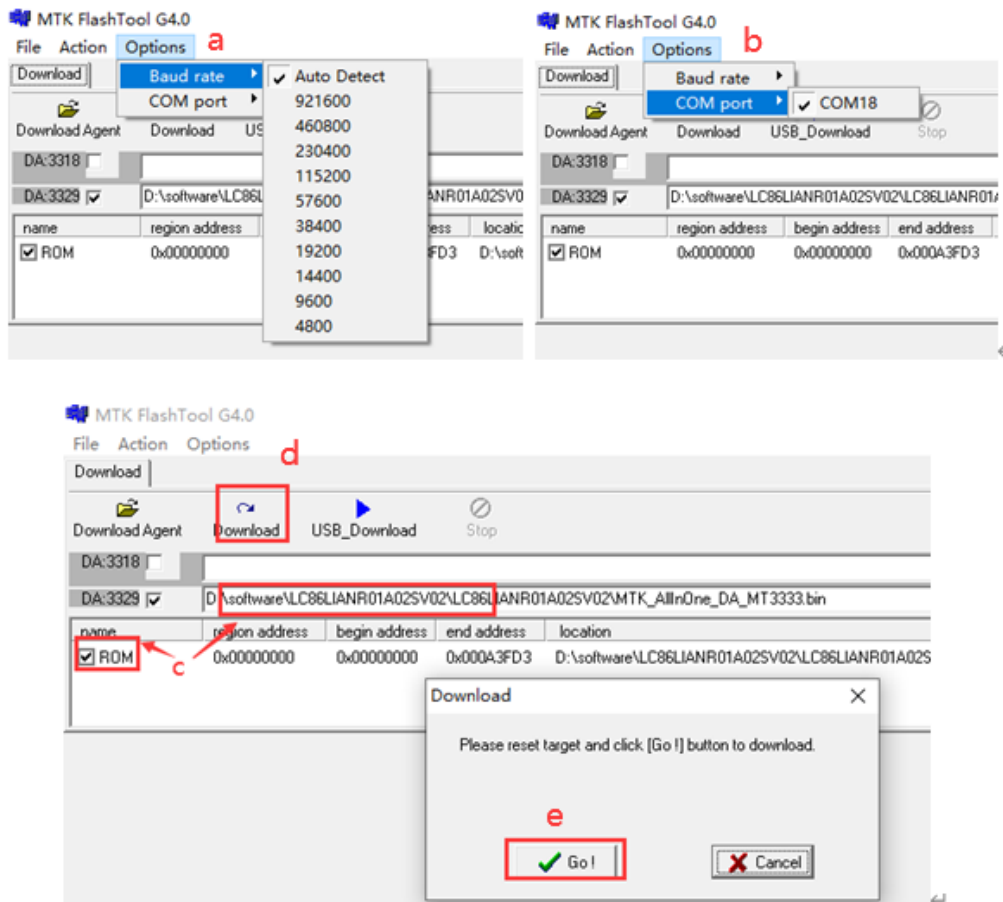 MTK FlashTool G4.0
File Action Options a
Download Baud rate Auto Detect
COM port 921600
Download Agent Download US 460800
230400
DA:3318 115200
DA:3329 D:\software\LC86L 57600 ANR01A02SV0
name region address 38400 ess locatic
ROM 0x00000000 19200 FD3 D:\soft
14400
9600
4800
MTK FlashTool G4.0
File Action Options b
Download Baud rate
COM port COM18
Download Agent Download USB_Download Stop
DA:3318
DA:3329 D:\software\LC86LIANR01A02SV02\LC86LIANR01A
name region address begin address end address
ROM 0x00000000 0x00000000 0x000A3FD3
MTK FlashTool G4.0
File Action Options d
Download
Download Agent Download USB_Download Stop
DA:3318
DA:3329 D:\software\LC86LIANR01A02SV02\LC86LIANR01A02SV02\MTK_AllInOne_DA_MT3333.bin
name region address begin address end address location
ROM 0x00000000 0x00000000 0x000A3FD3 D:\software\LC86LIANR01A02SV02\LC86LIANR01A02S
c
Download
Please reset target and click [Go !] button to download.
e
Go !
Cancel